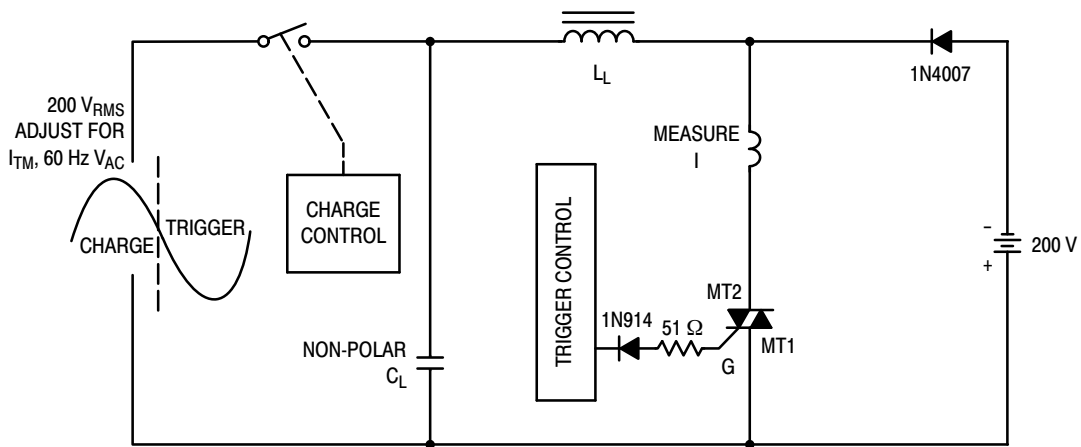 200 V_RMS
ADJUST FOR
I_TM, 60 Hz V_AC
CHARGE
TRIGGER
CHARGE
CONTROL
NON-POLAR
C_L
L_L
TRIGGER CONTROL
MEASURE
I
1N914
51 Ω
MT2
MT1
G
1N4007
-
+
200 V